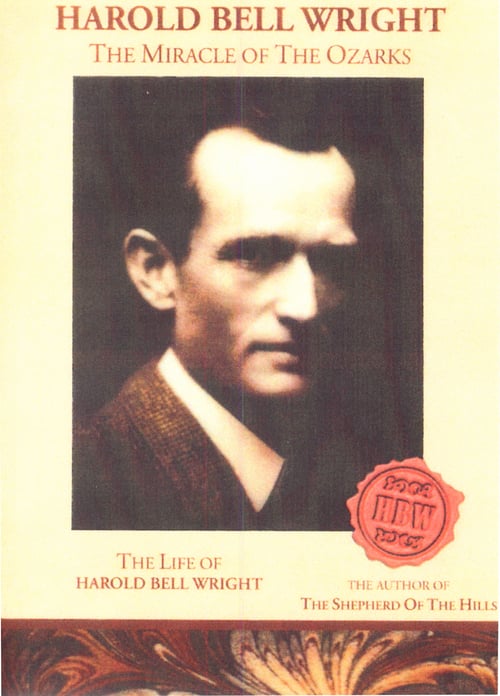 HAROLD BELL WRIGHT
THE MIRACLE OF THE OZARKS
HBW
THE LIFE OF
HAROLD BELL WRIGHT
THE AUTHOR OF
THE SHEPHERD OF THE HILLS